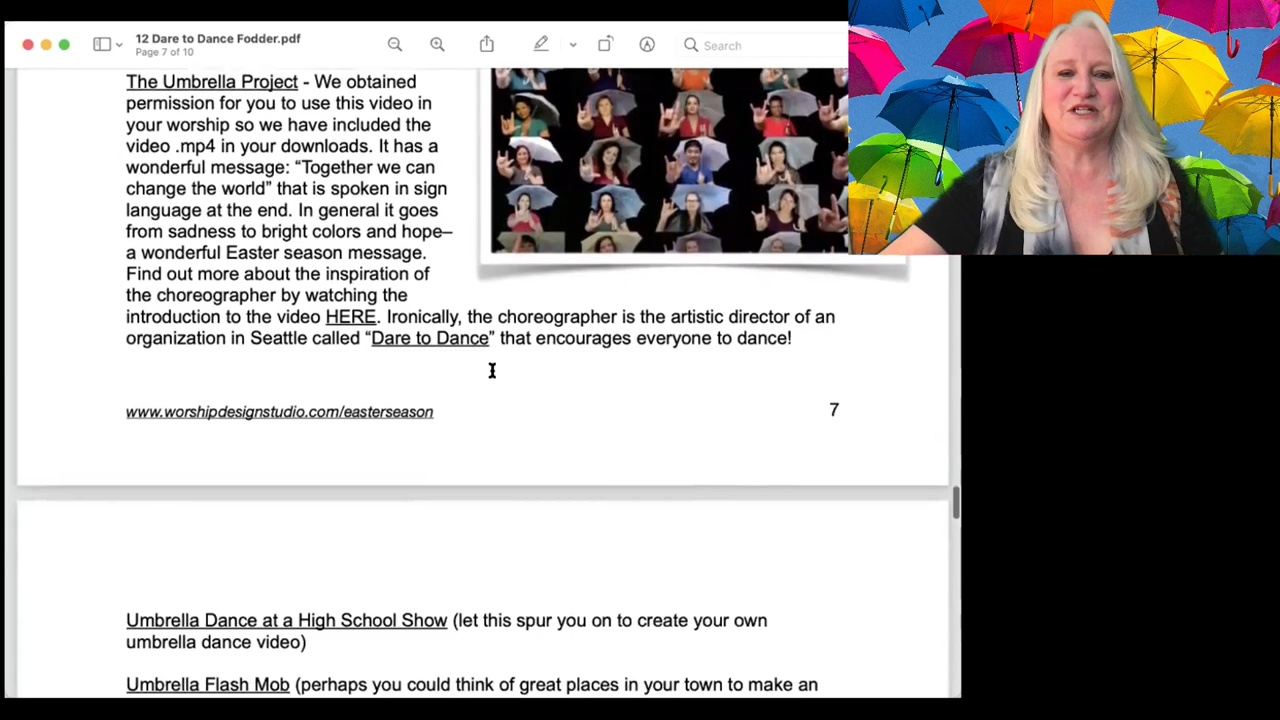 12 Dare to Dance Fodder.pdf
Page 7 of 10
Search
The Umbrella Project - We obtained
permission for you to use this video in
your worship so we have included the
video .mp4 in your downloads. It has a
wonderful message: “Together we can
change the world” that is spoken in sign
language at the end. In general it goes
from sadness to bright colors and hope–
a wonderful Easter season message.
Find out more about the inspiration of
the choreographer by watching the
introduction to the video HERE. Ironically, the choreographer is the artistic director of an
organization in Seattle called “Dare to Dance” that encourages everyone to dance!
www.worshipdesignstudio.com/easterseason
7
Umbrella Dance at a High School Show (let this spur you on to create your own
umbrella dance video)
Umbrella Flash Mob (perhaps you could think of great places in your town to make an